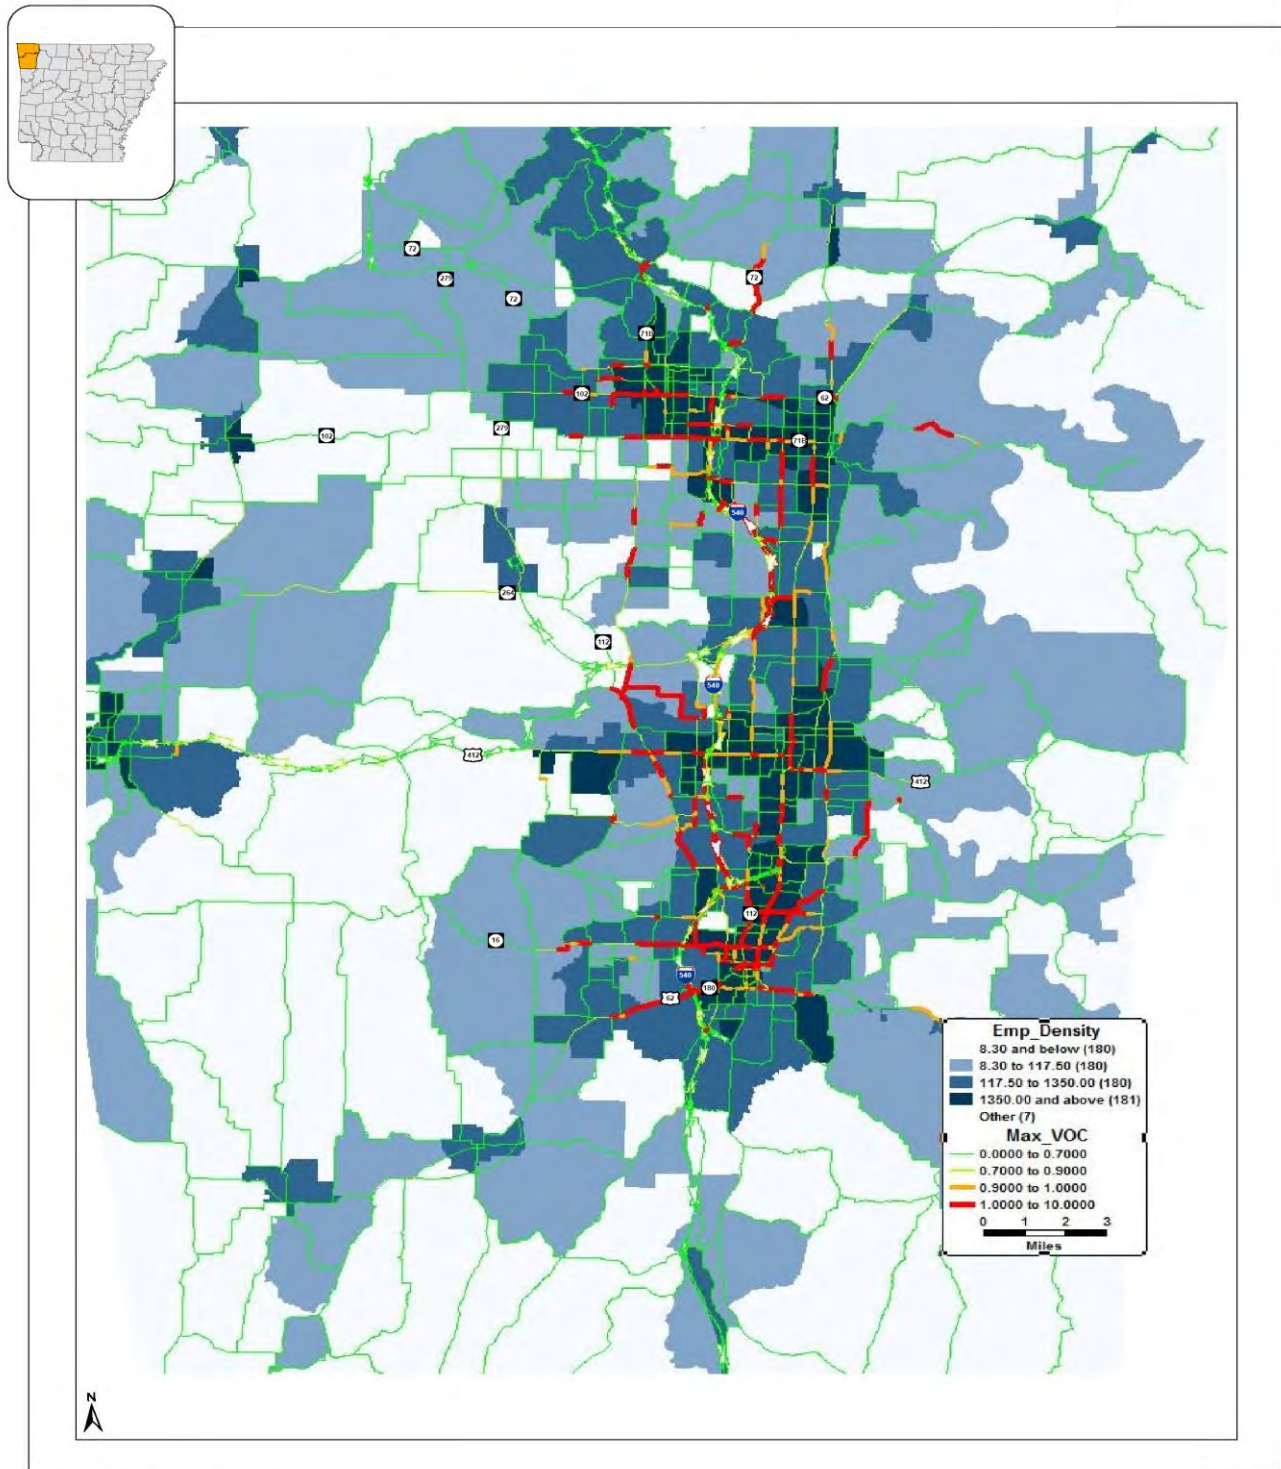 72
279
72
72
71B
102
62
279
102
71B
540
264
112
540
412
412
112
16
540
180
62
Emp_Density
8.30 and below (180)
8.30 to 117.50 (180)
117.50 to 1350.00 (180)
1350.00 and above (181)
Other (7)
Max_VOC
0.0000 to 0.7000
0.7000 to 0.9000
0.9000 to 1.0000
1.0000 to 10.0000
0 1 2 3
Miles
N